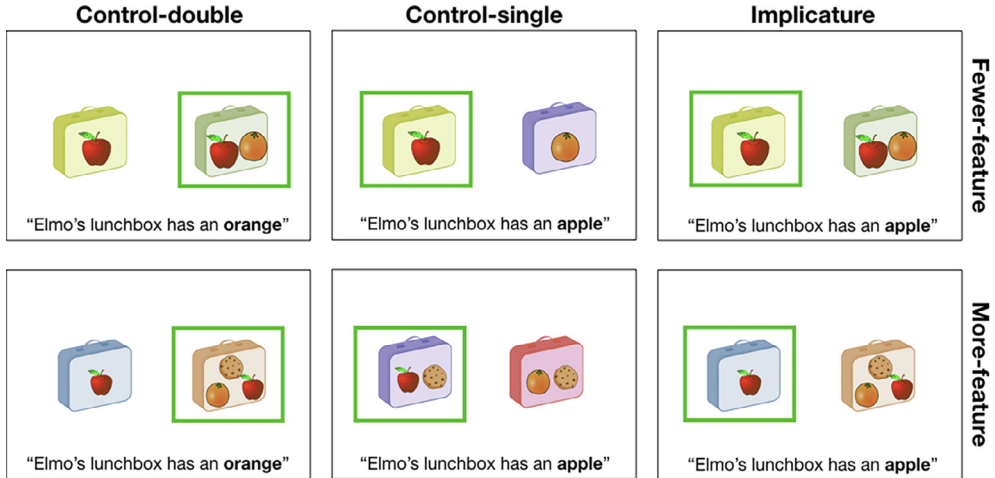 Control-double
Control-single
Implicature
Fewer-feature
“Elmo’s lunchbox has an orange”
“Elmo’s lunchbox has an apple”
“Elmo’s lunchbox has an apple”
More-feature
“Elmo’s lunchbox has an orange”
“Elmo’s lunchbox has an apple”
“Elmo’s lunchbox has an apple”